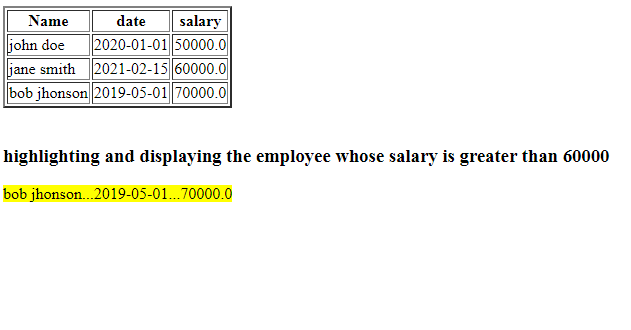 Name date salary
john doe 2020-01-01 50000.0
jane smith 2021-02-15 60000.0
bob jhonson 2019-05-01 70000.0
highlighting and displaying the employee whose salary is greater than 60000
bob jhonson...2019-05-01...70000.0